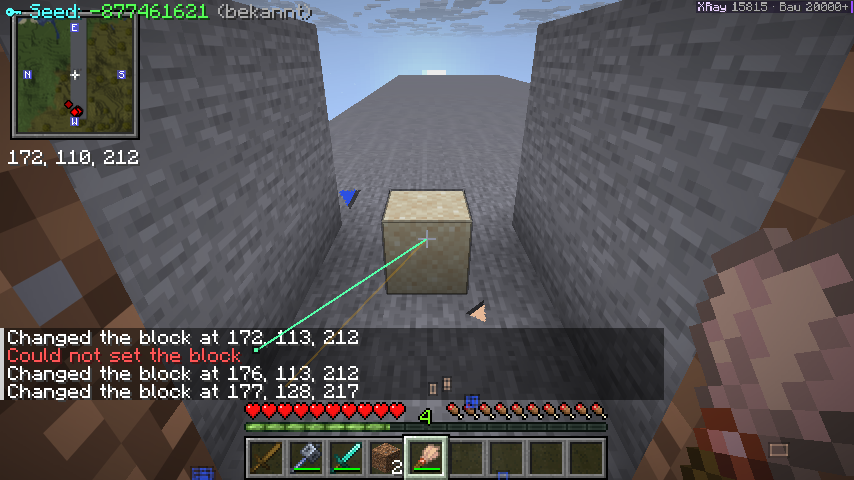 Seed: -877461621 (bekannt)
XRay 15815 · Bau 20000+
E
N
S
W
172, 110, 212
Changed the block at 172, 113, 212
Could not set the block
Changed the block at 176, 113, 212
Changed the block at 177, 128, 217
4
2